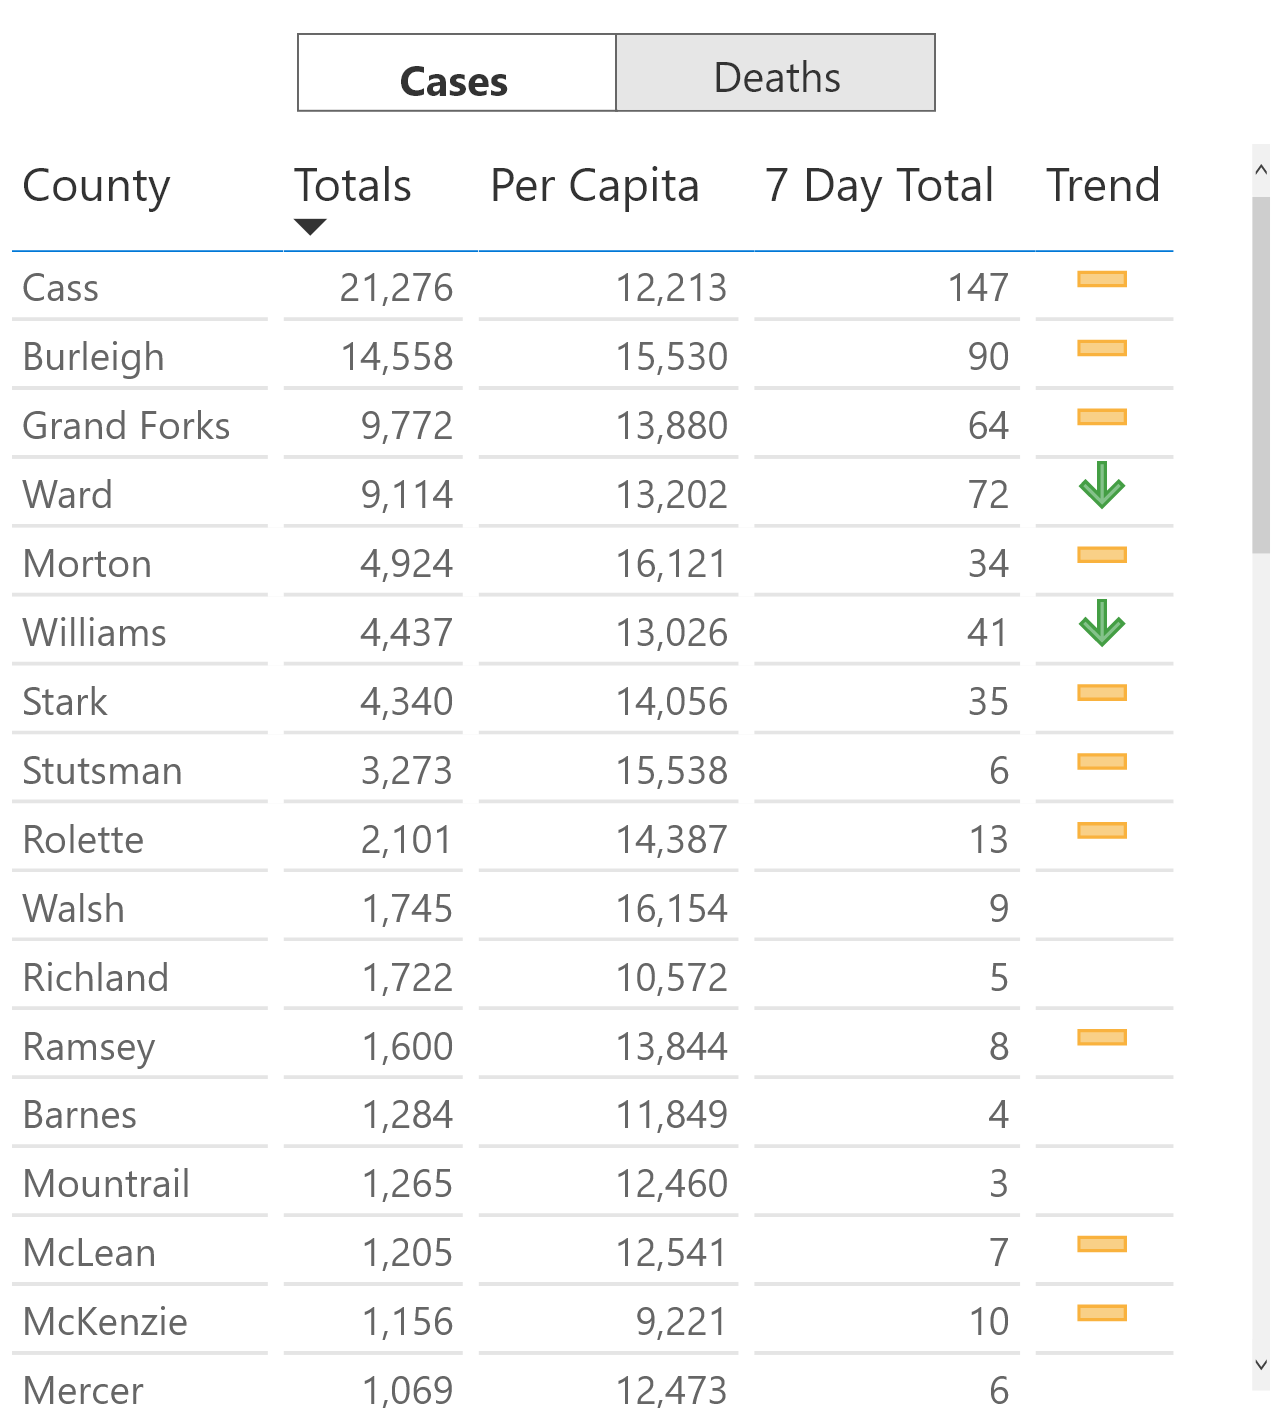 Cases Deaths
County Totals Per Capita 7 Day Total Trend
Cass 21,276 12,213 147
Burleigh 14,558 15,530 90
Grand Forks 9,772 13,880 64
Ward 9,114 13,202 72
Morton 4,924 16,121 34
Williams 4,437 13,026 41
Stark 4,340 14,056 35
Stutsman 3,273 15,538 6
Rolette 2,101 14,387 13
Walsh 1,745 16,154 9
Richland 1,722 10,572 5
Ramsey 1,600 13,844 8
Barnes 1,284 11,849 4
Mountrail 1,265 12,460 3
McLean 1,205 12,541 7
McKenzie 1,156 9,221 10
Mercer 1,069 12,473 6